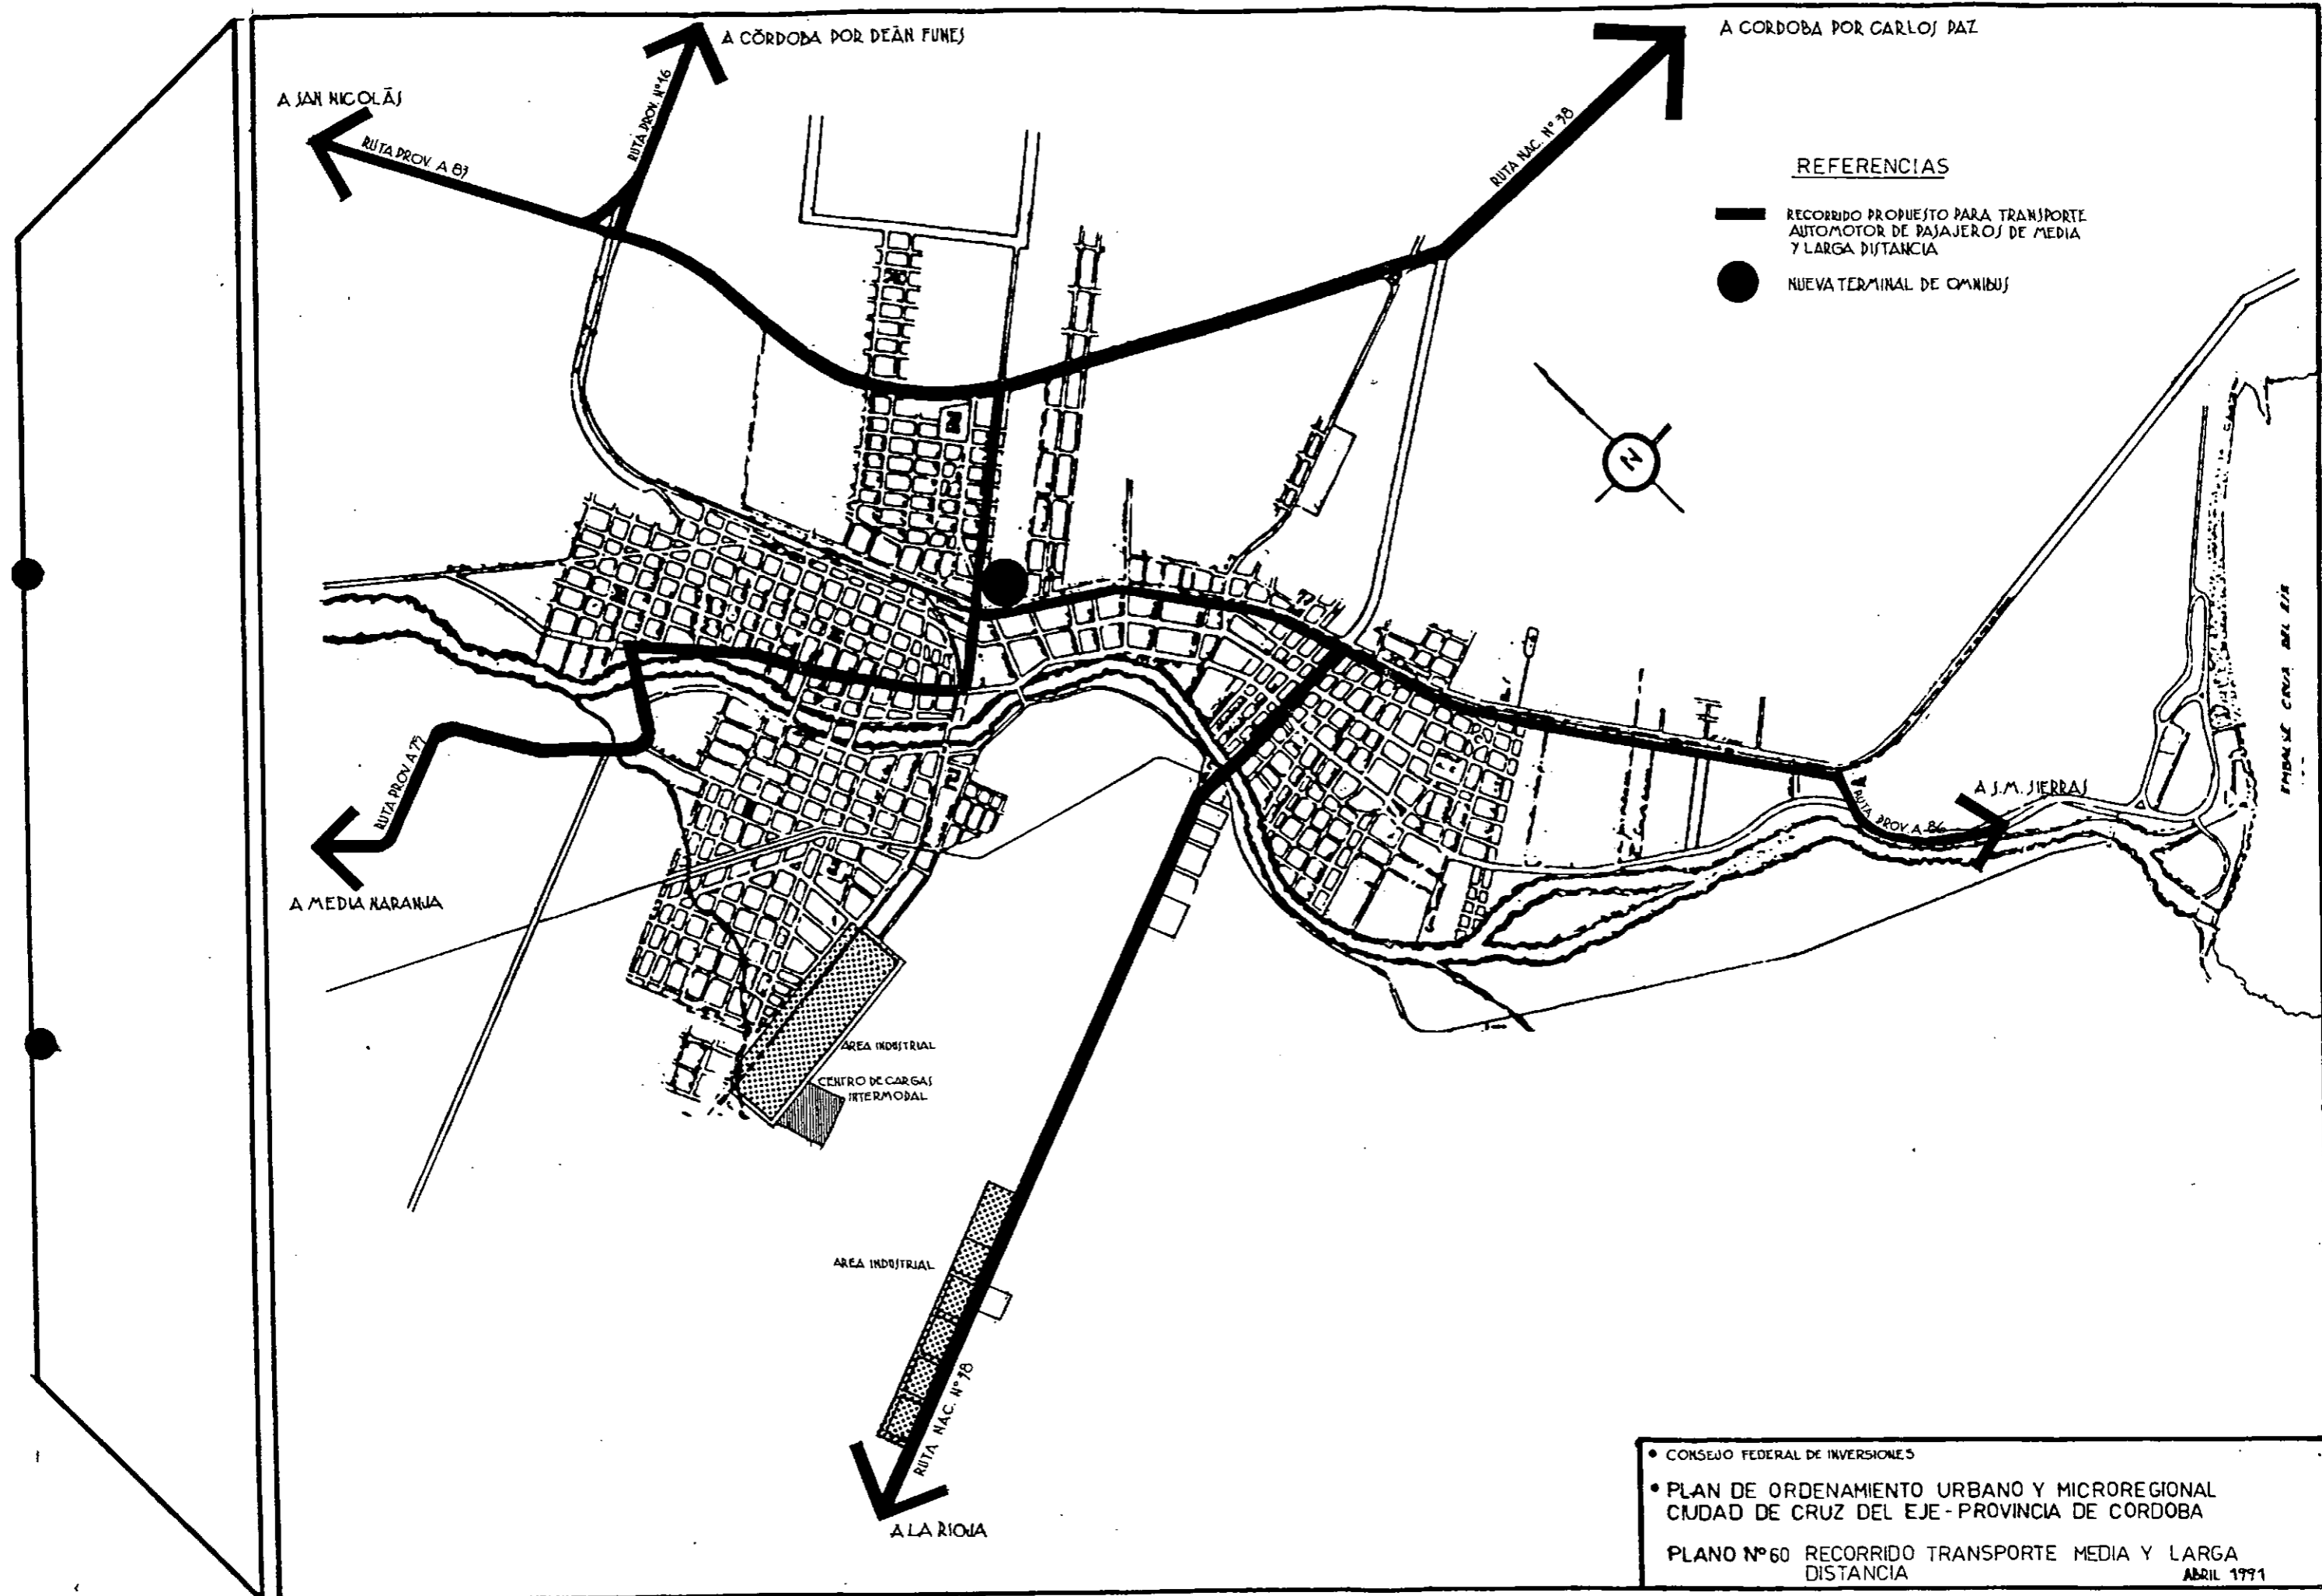 A CÓRDOBA POR DEÁN FUNES
A CORDOBA POR CARLOS PAZ
A SAN NICOLÁS
RUTA PROV. Nº 16
RUTA PROV. A 83
RUTA NAC. Nº 38
REFERENCIAS
RECORRIDO PROPUESTO PARA TRANSPORTE
AUTOMOTOR DE PASAJEROS DE MEDIA
Y LARGA DISTANCIA
NUEVA TERMINAL DE OMNIBUS
N
EMBALSE CRUZ DEL EJE
RUTA PROV. A 75
A MEDIA NARANJA
A S.M. SIERRAS
RUTA PROV. A 86
AREA INDUSTRIAL
CENTRO DE CARGAS
INTERMODAL
AREA INDUSTRIAL
RUTA NAC. Nº 38
A LA RIOJA
• CONSEJO FEDERAL DE INVERSIONES
• PLAN DE ORDENAMIENTO URBANO Y MICROREGIONAL
CIUDAD DE CRUZ DEL EJE - PROVINCIA DE CORDOBA
PLANO Nº 60 RECORRIDO TRANSPORTE MEDIA Y LARGA
DISTANCIA
ABRIL 1991